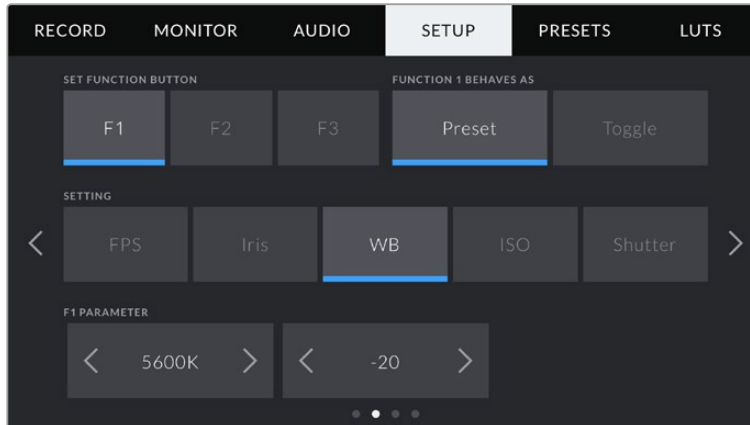 RECORD MONITOR AUDIO SETUP PRESETS LUTS
SET FUNCTION BUTTON FUNCTION 1 BEHAVES AS
F1 F2 F3 Preset Toggle
SETTING
FPS Iris WB ISO Shutter
F1 PARAMETER
5600K -20